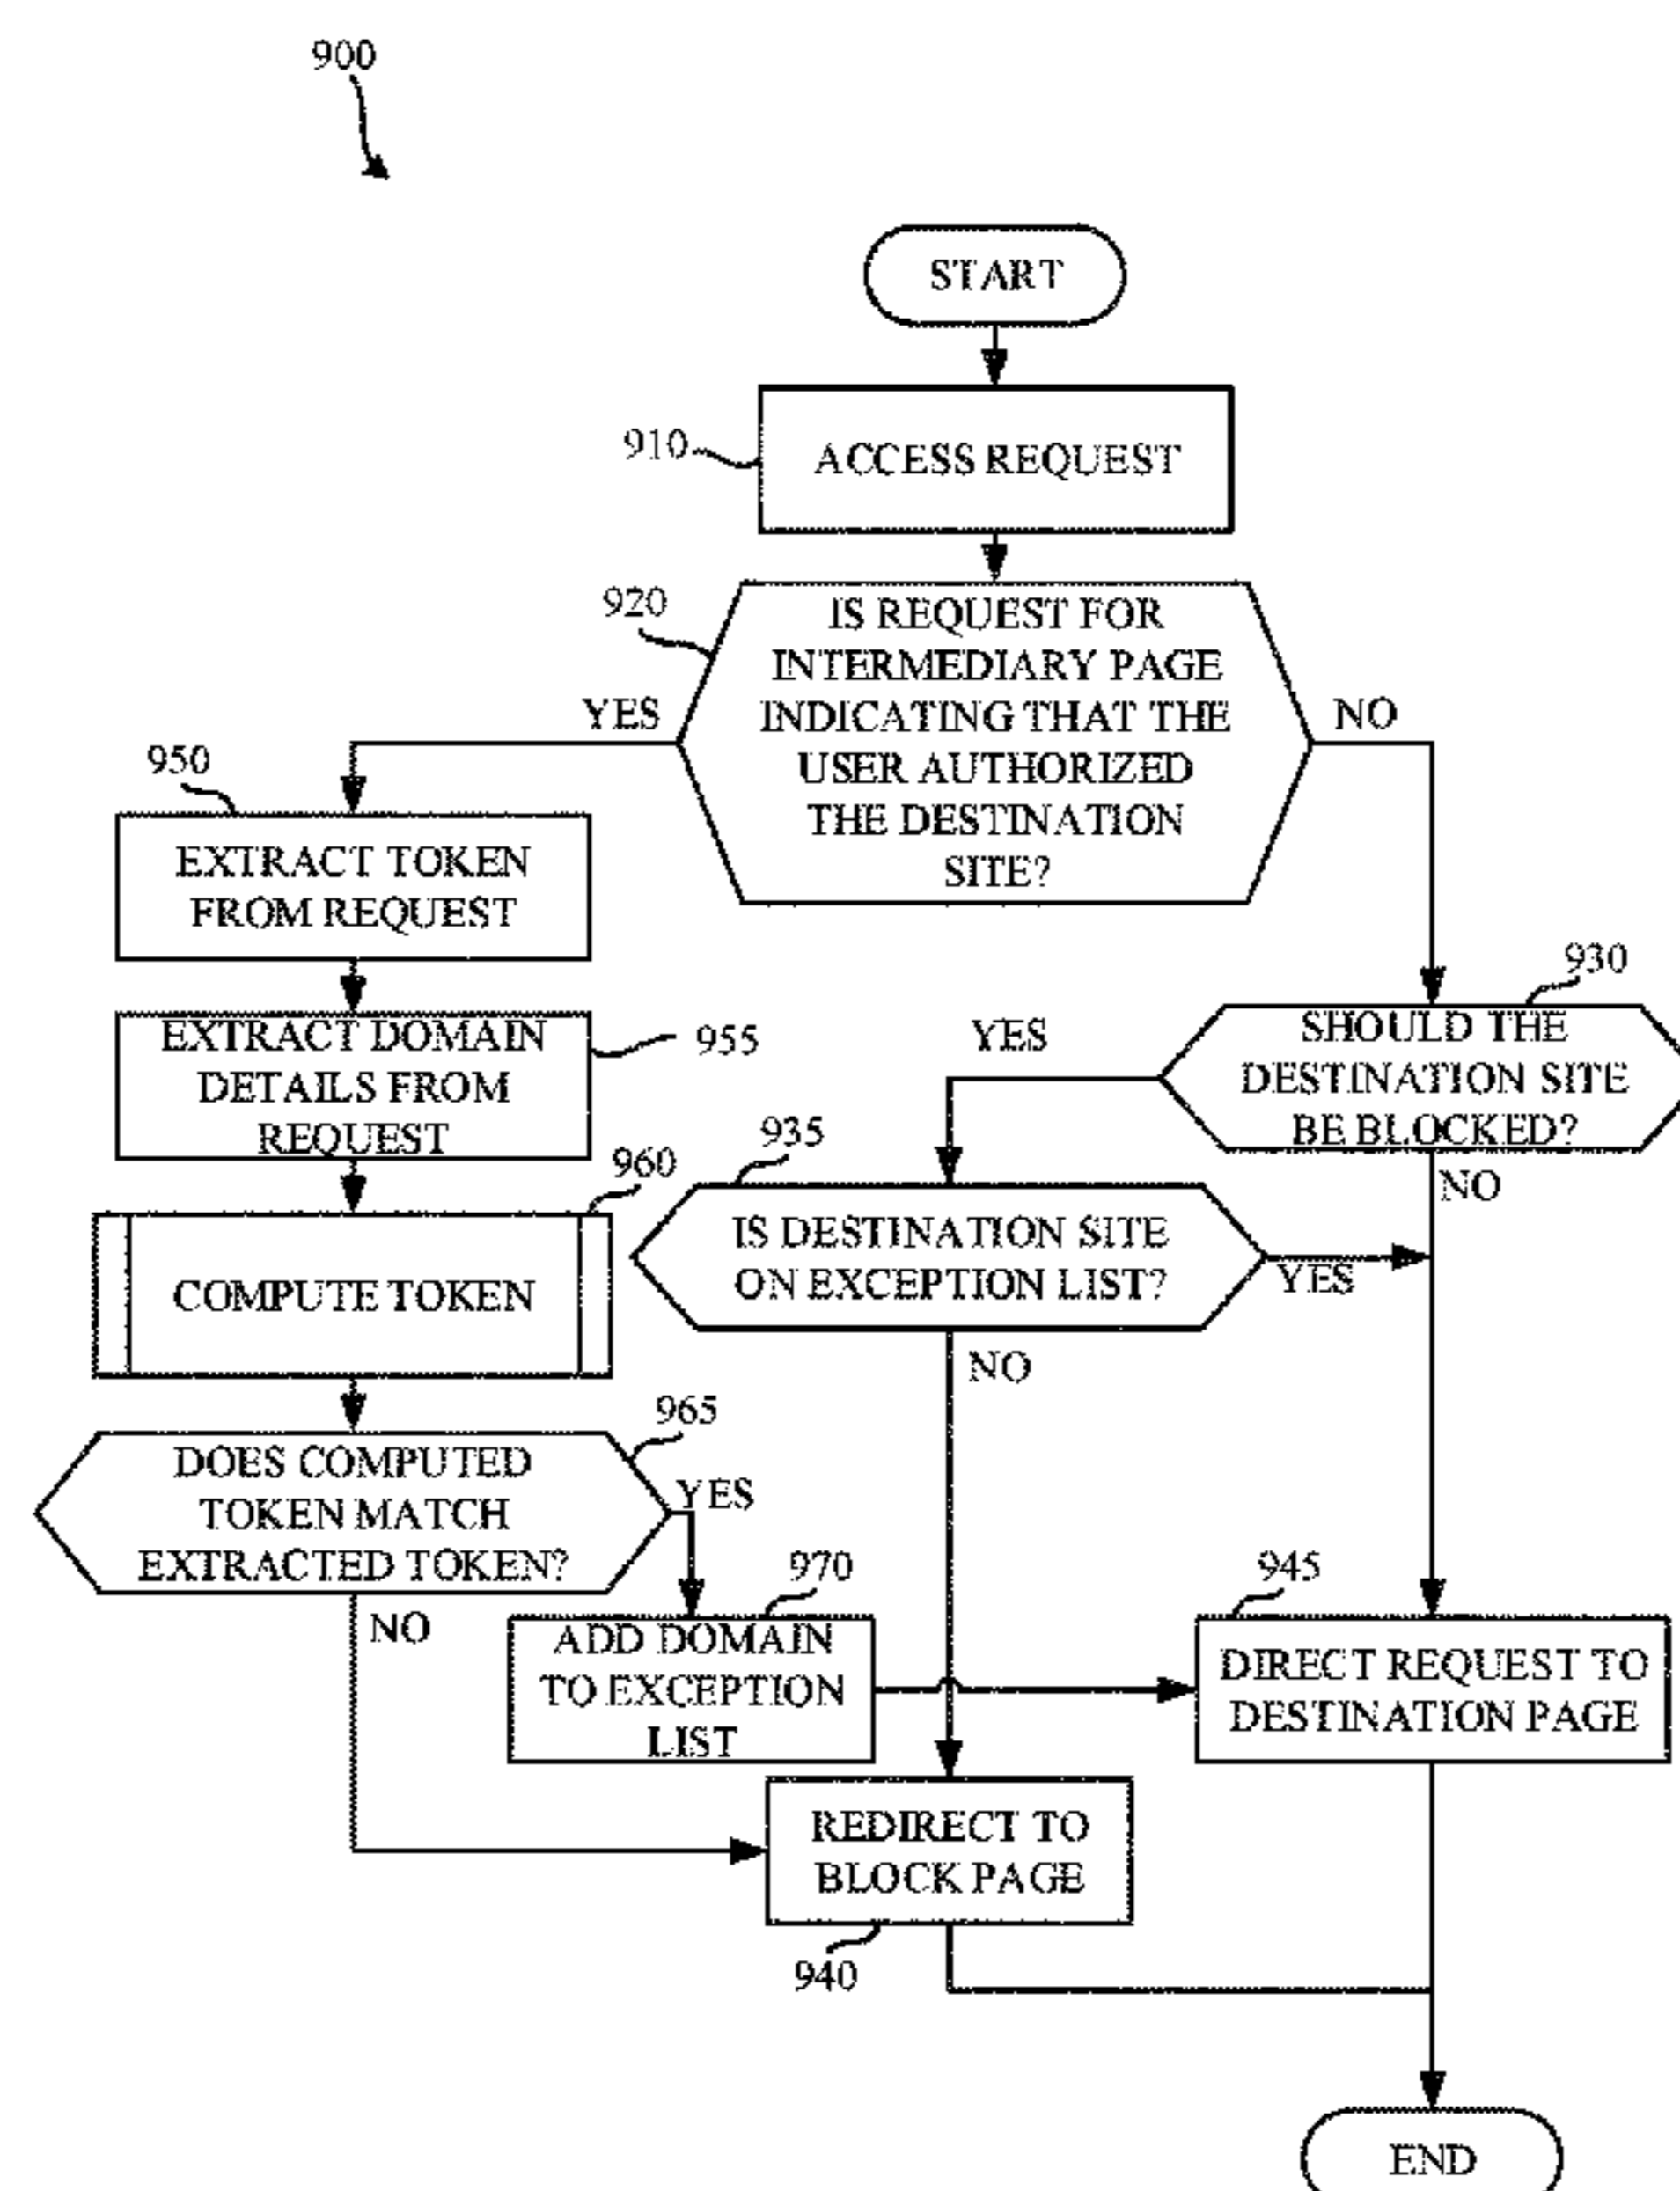 900
START
910
ACCESS REQUEST
920
IS REQUEST FOR
INTERMEDIARY PAGE
INDICATING THAT THE
USER AUTHORIZED
THE DESTINATION
SITE?
YES
NO
950
EXTRACT TOKEN
FROM REQUEST
930
SHOULD THE
DESTINATION SITE
BE BLOCKED?
YES
NO
955
EXTRACT DOMAIN
DETAILS FROM
REQUEST
935
IS DESTINATION SITE
ON EXCEPTION LIST?
YES
NO
960
COMPUTE TOKEN
965
DOES COMPUTED
TOKEN MATCH
EXTRACTED TOKEN?
YES
NO
970
ADD DOMAIN
TO EXCEPTION
LIST
945
DIRECT REQUEST TO
DESTINATION PAGE
REDIRECT TO
BLOCK PAGE
940
END